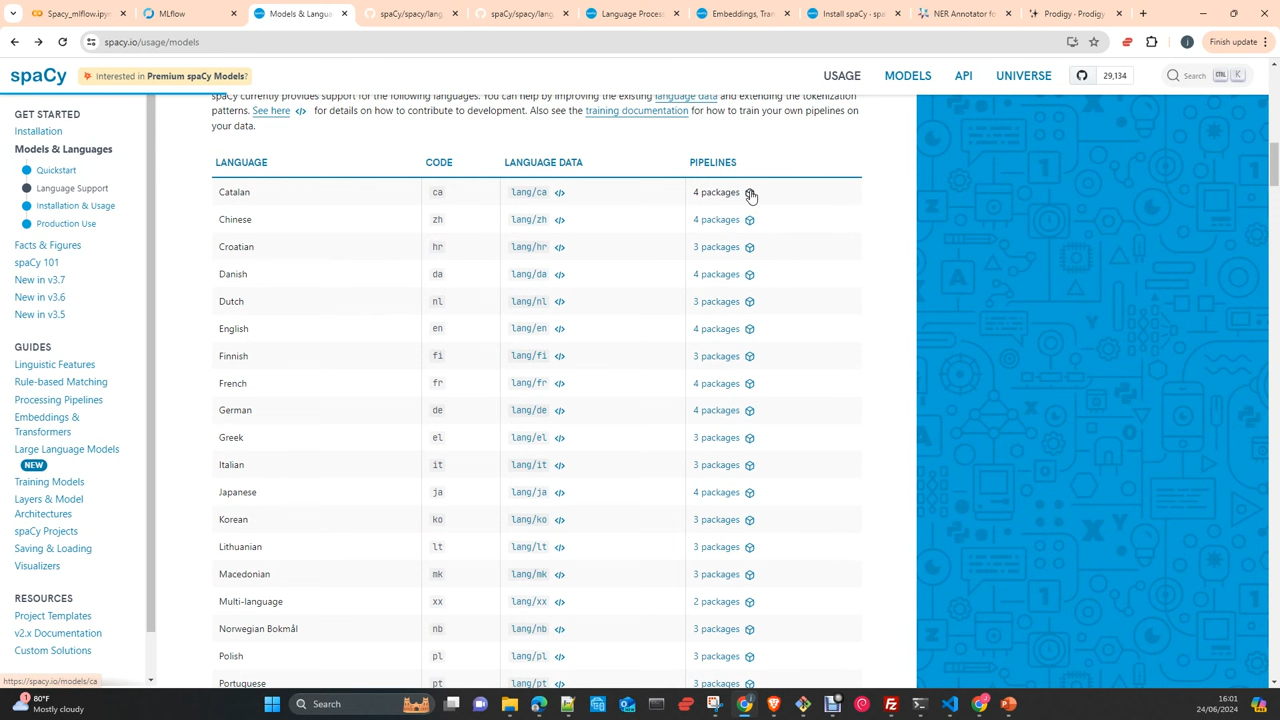 Spacy_mlflow.ipyn
MLflow
Models & Langua
spaCy/spacy/lang
spaCy/spacy/lang
Language Process
Embeddings, Tran
Install spaCy · spa
NER Annotator fo
Prodigy · Prodigy
spacy.io/usage/models
Finish update
spaCy
Interested in Premium spaCy Models?
USAGE
MODELS
API
UNIVERSE
29,134
Search
CTRL
K
GET STARTED
Installation
Models & Languages
Quickstart
Language Support
Installation & Usage
Production Use
Facts & Figures
spaCy 101
New in v3.7
New in v3.6
New in v3.5
GUIDES
Linguistic Features
Rule-based Matching
Processing Pipelines
Embeddings &
Transformers
Large Language Models
NEW
Training Models
Layers & Model
Architectures
spaCy Projects
Saving & Loading
Visualizers
RESOURCES
Project Templates
v2.x Documentation
Custom Solutions
spaCy currently provides support for the following languages. You can help by improving the existing language data and extending the tokenization
patterns. See here </> for details on how to contribute to development. Also see the training documentation for how to train your own pipelines on
your data.
LANGUAGE CODE LANGUAGE DATA PIPELINES
Catalan ca lang/ca </> 4 packages
Chinese zh lang/zh </> 4 packages
Croatian hr lang/hr </> 3 packages
Danish da lang/da </> 4 packages
Dutch nl lang/nl </> 3 packages
English en lang/en </> 4 packages
Finnish fi lang/fi </> 3 packages
French fr lang/fr </> 4 packages
German de lang/de </> 4 packages
Greek el lang/el </> 3 packages
Italian it lang/it </> 3 packages
Japanese ja lang/ja </> 4 packages
Korean ko lang/ko </> 3 packages
Lithuanian lt lang/lt </> 3 packages
Macedonian mk lang/mk </> 3 packages
Multi-language xx lang/xx </> 2 packages
Norwegian Bokmål nb lang/nb </> 3 packages
Polish pl lang/pl </> 3 packages
Portuguese pt lang/pt </> 3 packages
https://spacy.io/models/ca
80°F
Mostly cloudy
Search
16:01
24/06/2024